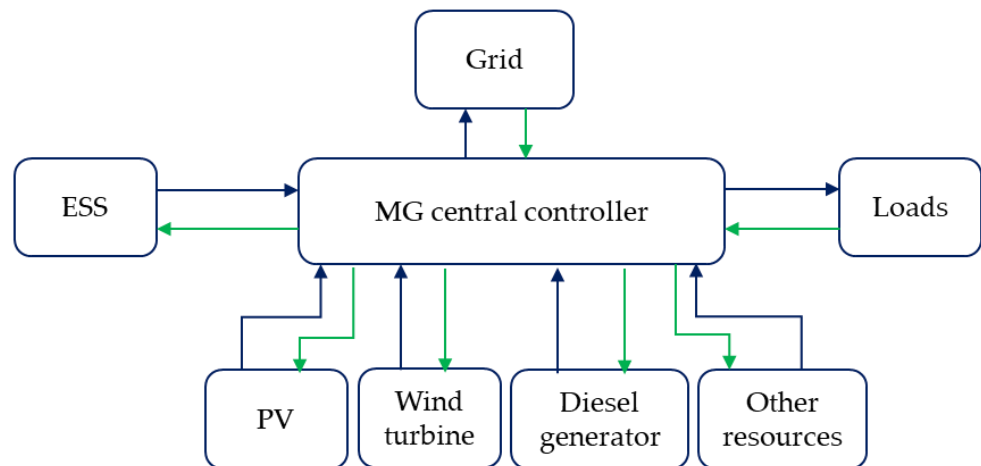 Grid
ESS
MG central controller
Loads
PV
Wind
turbine
Diesel
generator
Other
resources